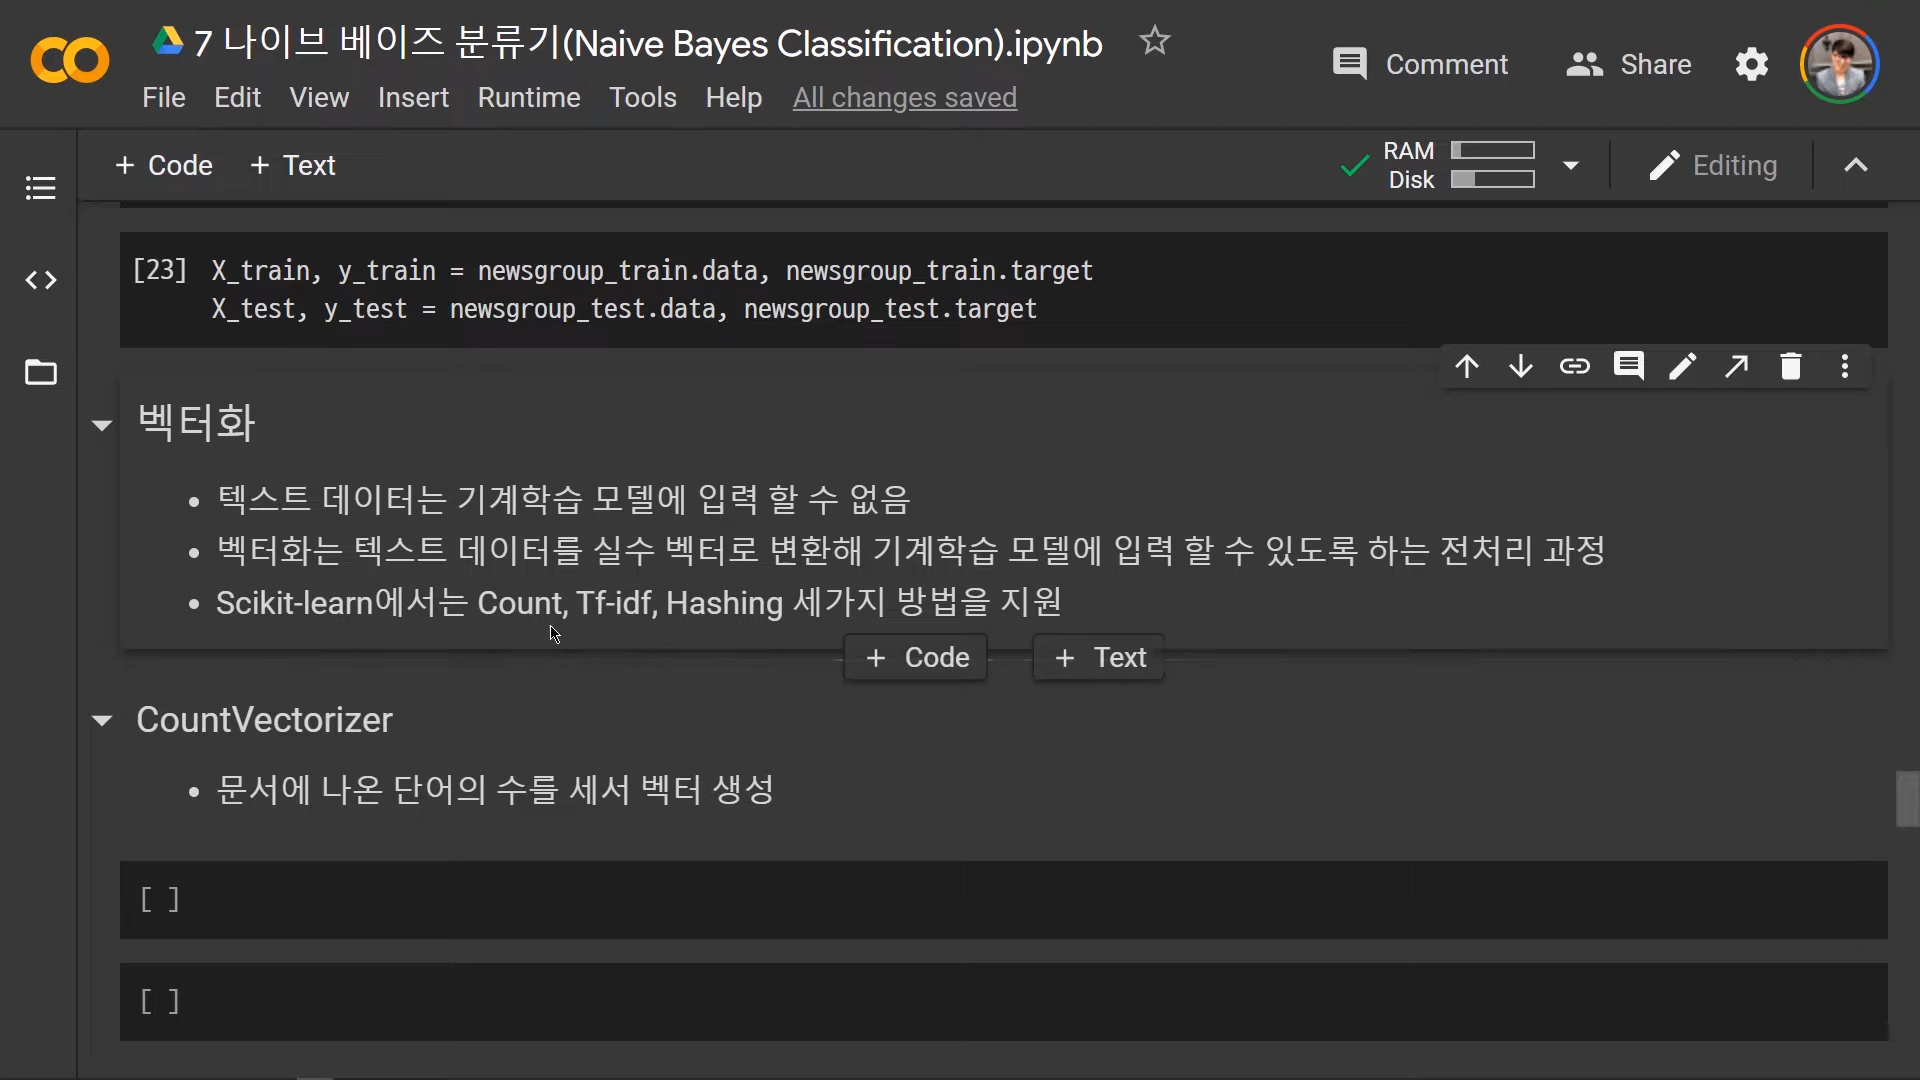 7 나이브 베이즈 분류기(Naive Bayes Classification).ipynb
Comment
Share
File Edit View Insert Runtime Tools Help All changes saved
+ Code + Text
RAM
Disk
Editing
[23] X_train, y_train = newsgroup_train.data, newsgroup_train.target
X_test, y_test = newsgroup_test.data, newsgroup_test.target
벡터화
• 텍스트 데이터는 기계학습 모델에 입력 할 수 없음
• 벡터화는 텍스트 데이터를 실수 벡터로 변환해 기계학습 모델에 입력 할 수 있도록 하는 전처리 과정
• Scikit-learn에서는 Count, Tf-idf, Hashing 세가지 방법을 지원
+ Code + Text
CountVectorizer
• 문서에 나온 단어의 수를 세서 벡터 생성
[ ]
[ ]